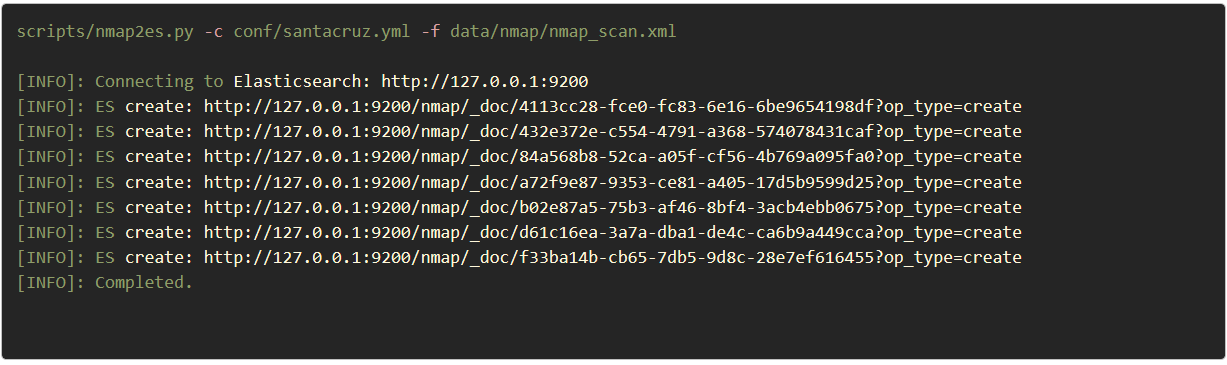 scripts/nmap2es.py -c conf/santacruz.yml -f data/nmap/nmap_scan.xml
[INFO]: Connecting to Elasticsearch: http://127.0.0.1:9200
[INFO]: ES create: http://127.0.0.1:9200/nmap/_doc/4113cc28-fce0-fc83-6e16-6be9654198df?op_type=create
[INFO]: ES create: http://127.0.0.1:9200/nmap/_doc/432e372e-c554-4791-a368-574078431caf?op_type=create
[INFO]: ES create: http://127.0.0.1:9200/nmap/_doc/84a568b8-52ca-a05f-cf56-4b769a095fa0?op_type=create
[INFO]: ES create: http://127.0.0.1:9200/nmap/_doc/a72f9e87-9353-ce81-a405-17d5b9599d25?op_type=create
[INFO]: ES create: http://127.0.0.1:9200/nmap/_doc/b02e87a5-75b3-af46-8bf4-3acb4ebb0675?op_type=create
[INFO]: ES create: http://127.0.0.1:9200/nmap/_doc/d61c16ea-3a7a-dba1-de4c-ca6b9a449cca?op_type=create
[INFO]: ES create: http://127.0.0.1:9200/nmap/_doc/f33ba14b-cb65-7db5-9d8c-28e7ef616455?op_type=create
[INFO]: Completed.